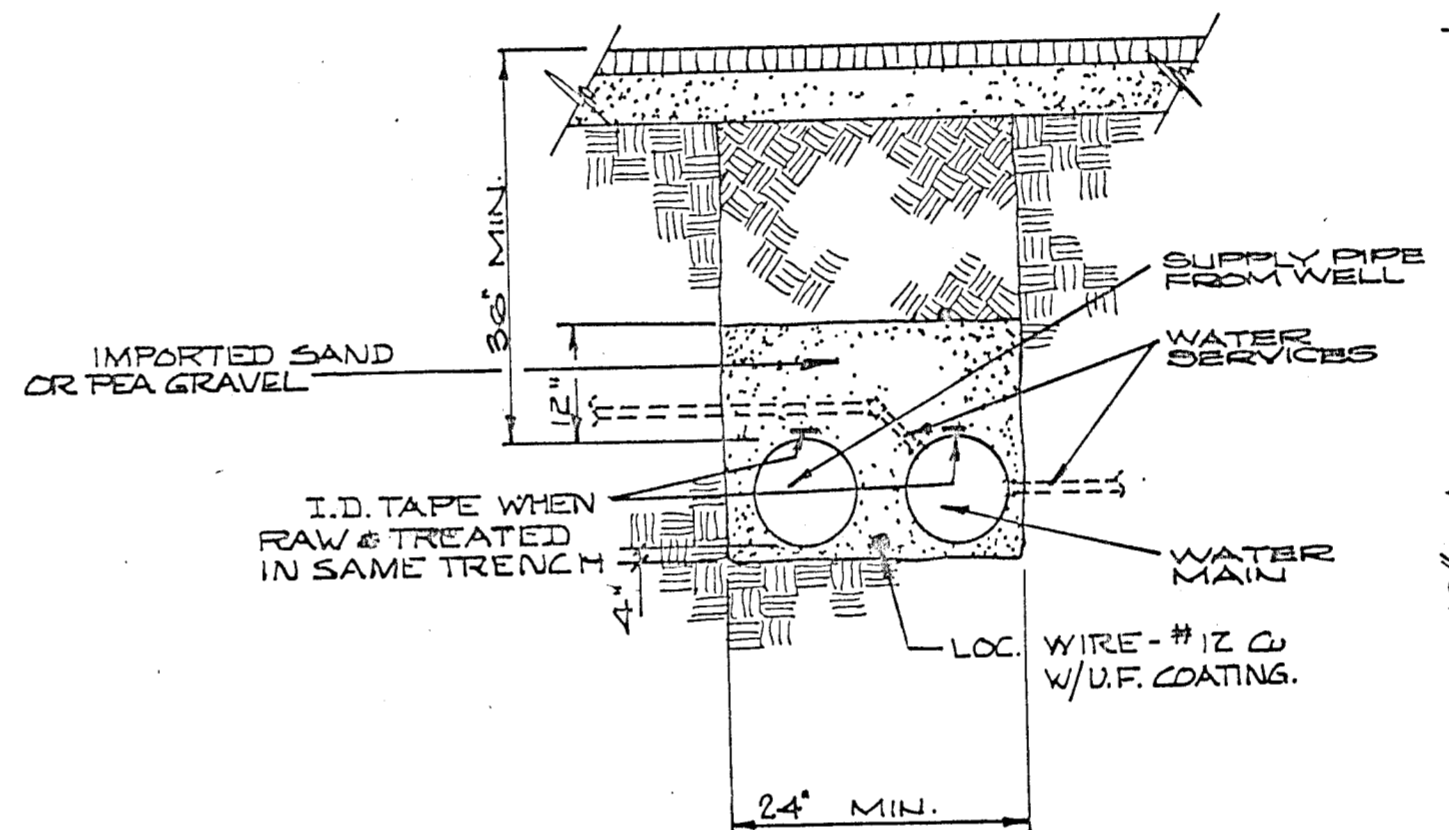 36" MIN.
SUPPLY PIPE
FROM WELL
WATER
SERVICES
IMPORTED SAND
OR PEA GRAVEL
12"
I.D. TAPE WHEN
RAW & TREATED
IN SAME TRENCH
4"
WATER
MAIN
LOC. WIRE - #12 CU
W/U.F. COATING.
24" MIN.